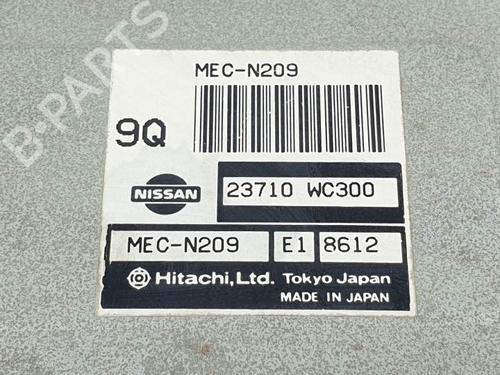 MEC-N209
9Q
NISSAN
23710 WC300
MEC-N209 E1 8612
Hitachi, Ltd. Tokyo Japan
MADE IN JAPAN
B-PARTS